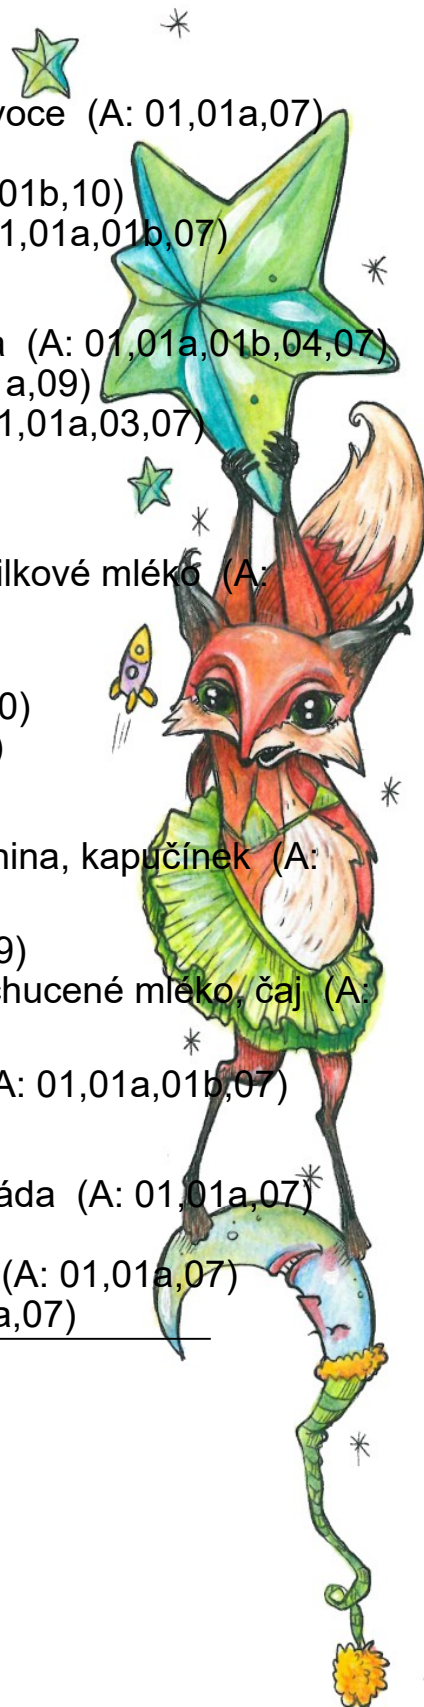 voce (A: 01,01a,07)
01b,10)
1,01a,01b,07)
(A: 01,01a,01b,04,07)
a,09)
1,01a,03,07)
mléko (A:
0)
)
kapučínek (A:
9)
chucené mléko, čaj (A:
A: 01,01a,01b,07)
áda (A: 01,01a,07)
(A: 01,01a,07)
a,07)